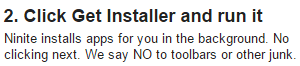 2. Click Get Installer and run it
Ninite installs apps for you in the background. No
clicking next. We say NO to toolbars or other junk.